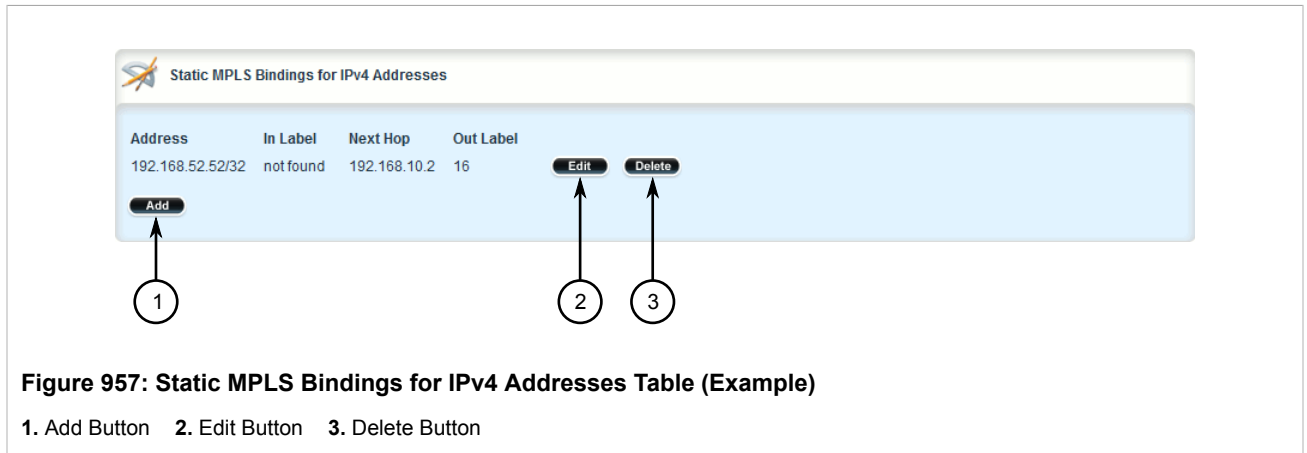 Static MPLS Bindings for IPv4 Addresses
Address In Label Next Hop Out Label
192.168.52.52/32 not found 192.168.10.2 16 Edit Delete
Add
1 2 3
Figure 957: Static MPLS Bindings for IPv4 Addresses Table (Example)
1. Add Button 2. Edit Button 3. Delete Button